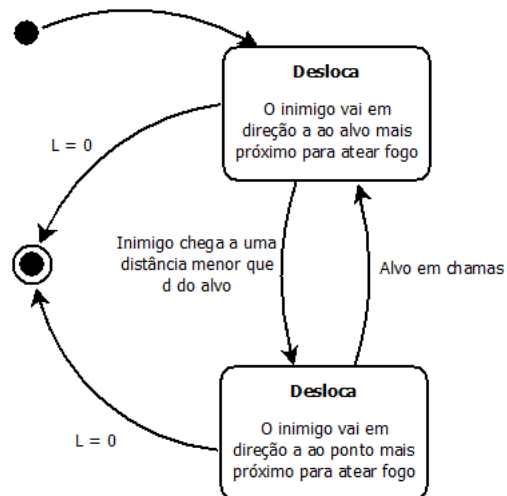 Desloca
O inimigo vai em
direção a ao alvo mais
próximo para atear fogo
L = 0
Inimigo chega a uma
distância menor que
d do alvo
Alvo em chamas
Desloca
O inimigo vai em
direção a ao ponto mais
próximo para atear fogo
L = 0